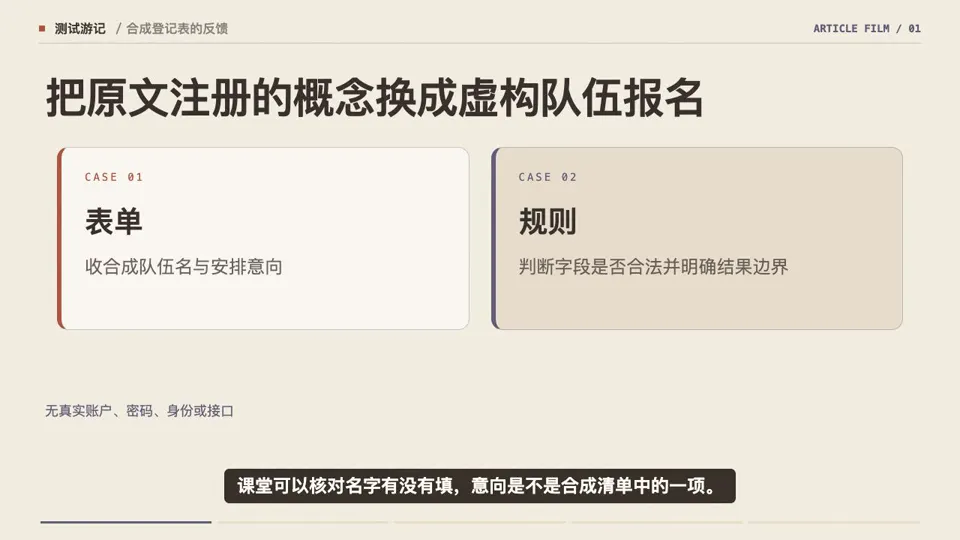 测试游记 / 合成登记表的反馈
ARTICLE FILM / 01
把原文注册的概念换成虚构队伍报名
CASE 01
表单
收合成队伍名与安排意向
CASE 02
规则
判断字段是否合法并明确结果边界
无真实账户、密码、身份或接口
课堂可以核对名字有没有填，意向是不是合成清单中的一项。